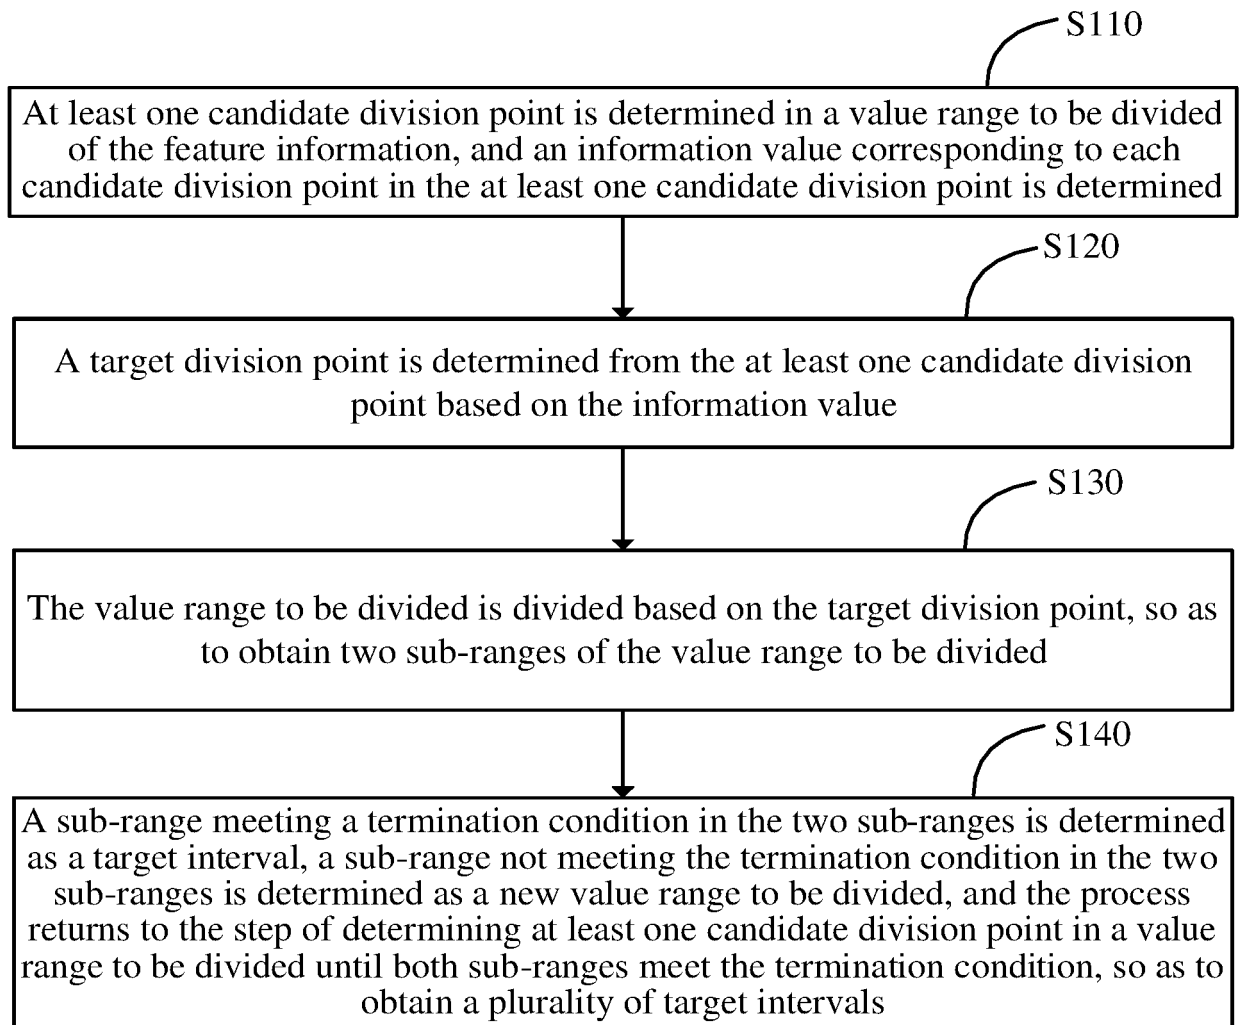 S110
At least one candidate division point is determined in a value range to be divided
of the feature information, and an information value corresponding to each
candidate division point in the at least one candidate division point is determined
S120
A target division point is determined from the at least one candidate division
point based on the information value
S130
The value range to be divided is divided based on the target division point, so as
to obtain two sub-ranges of the value range to be divided
S140
A sub-range meeting a termination condition in the two sub-ranges is determined
as a target interval, a sub-range not meeting the termination condition in the two
sub-ranges is determined as a new value range to be divided, and the process
returns to the step of determining at least one candidate division point in a value
range to be divided until both sub-ranges meet the termination condition, so as to
obtain a plurality of target intervals